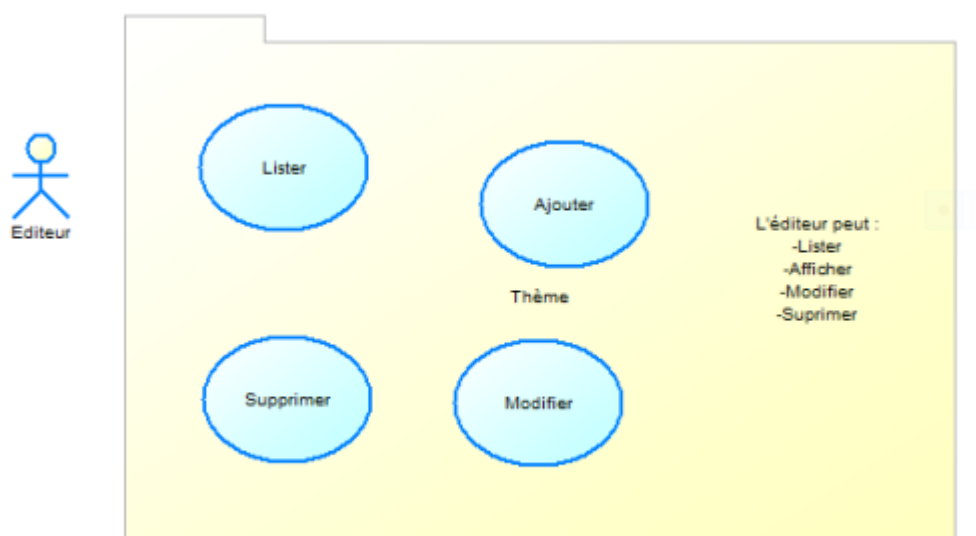 Lister
Ajouter
Editeur
L'éditeur peut :
-Lister
-Afficher
-Modifier
-Suprimer
Thème
Supprimer
Modifier